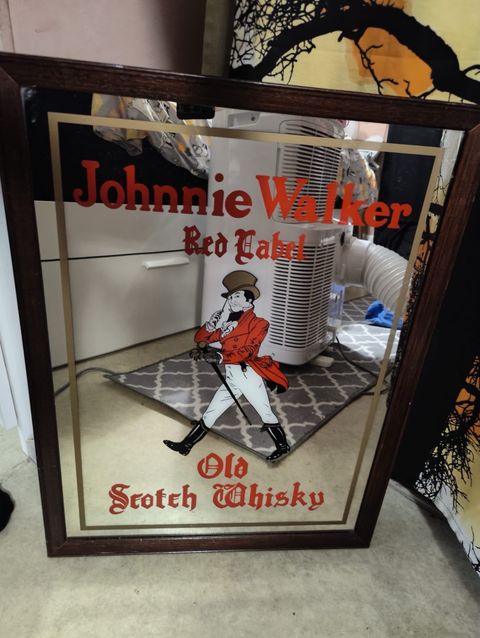 Johnnie Walker
Red Label
Old
Scotch Whisky